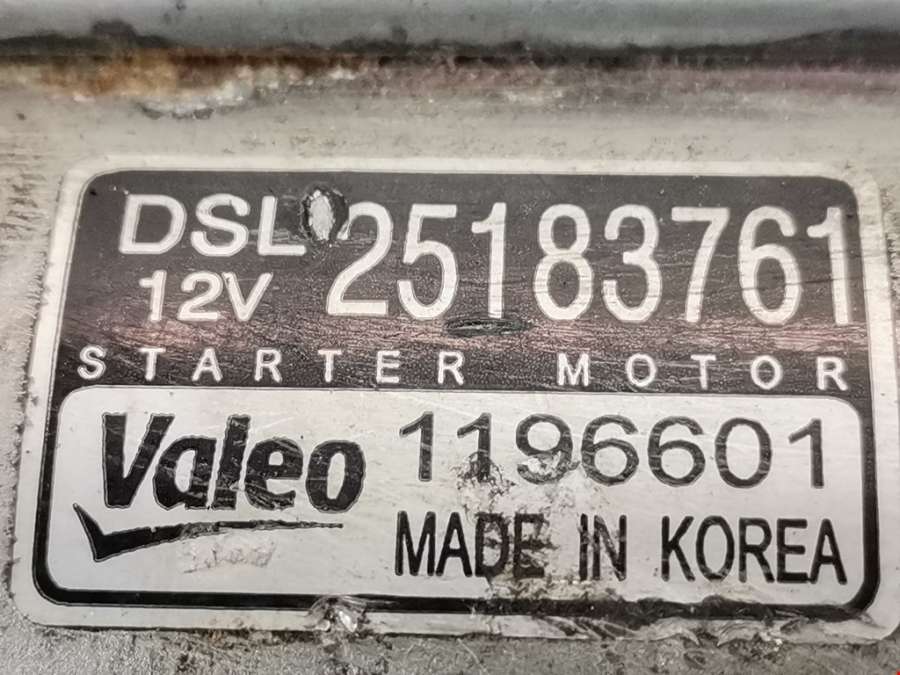 DSL 25183761
12V
STARTER MOTOR
Valeo 1196601
MADE IN KOREA